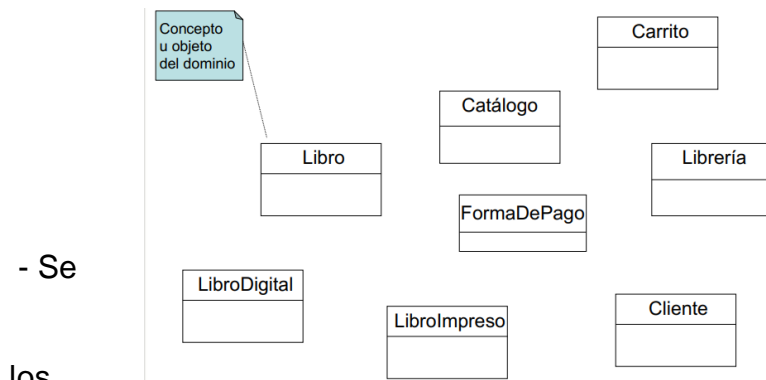 Concepto
u objeto
del dominio
Carrito
Catálogo
Libro
Librería
FormaDePago
- Se
LibroDigital
LibroImpreso
Cliente
los